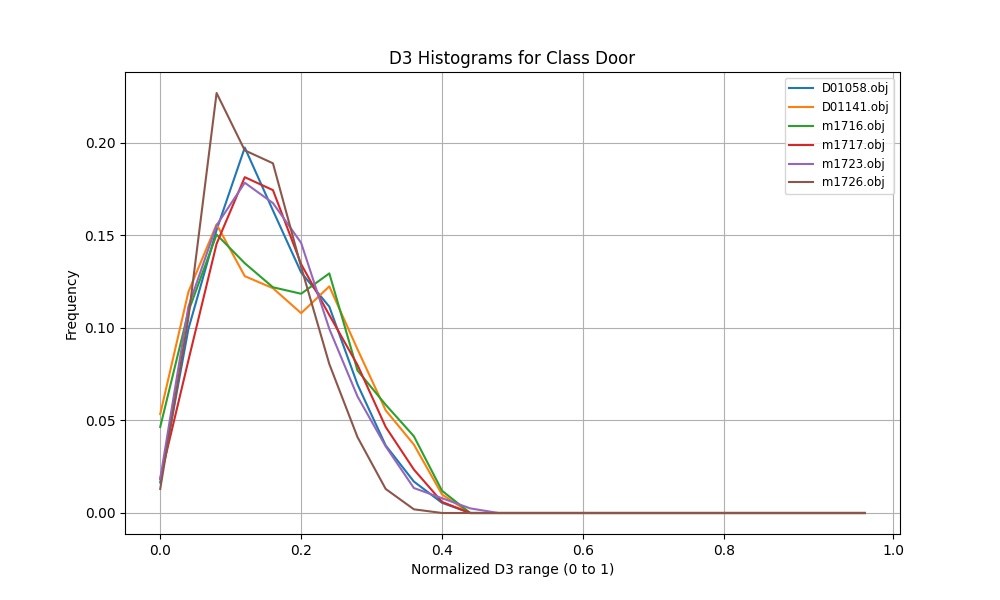 D3 Histograms for Class Door
D01058.obj
D01141.obj
m1716.obj
m1717.obj
m1723.obj
m1726.obj
0.20
0.15
0.10
0.05
0.00
Frequency
0.0 0.2 0.4 0.6 0.8 1.0
Normalized D3 range (0 to 1)